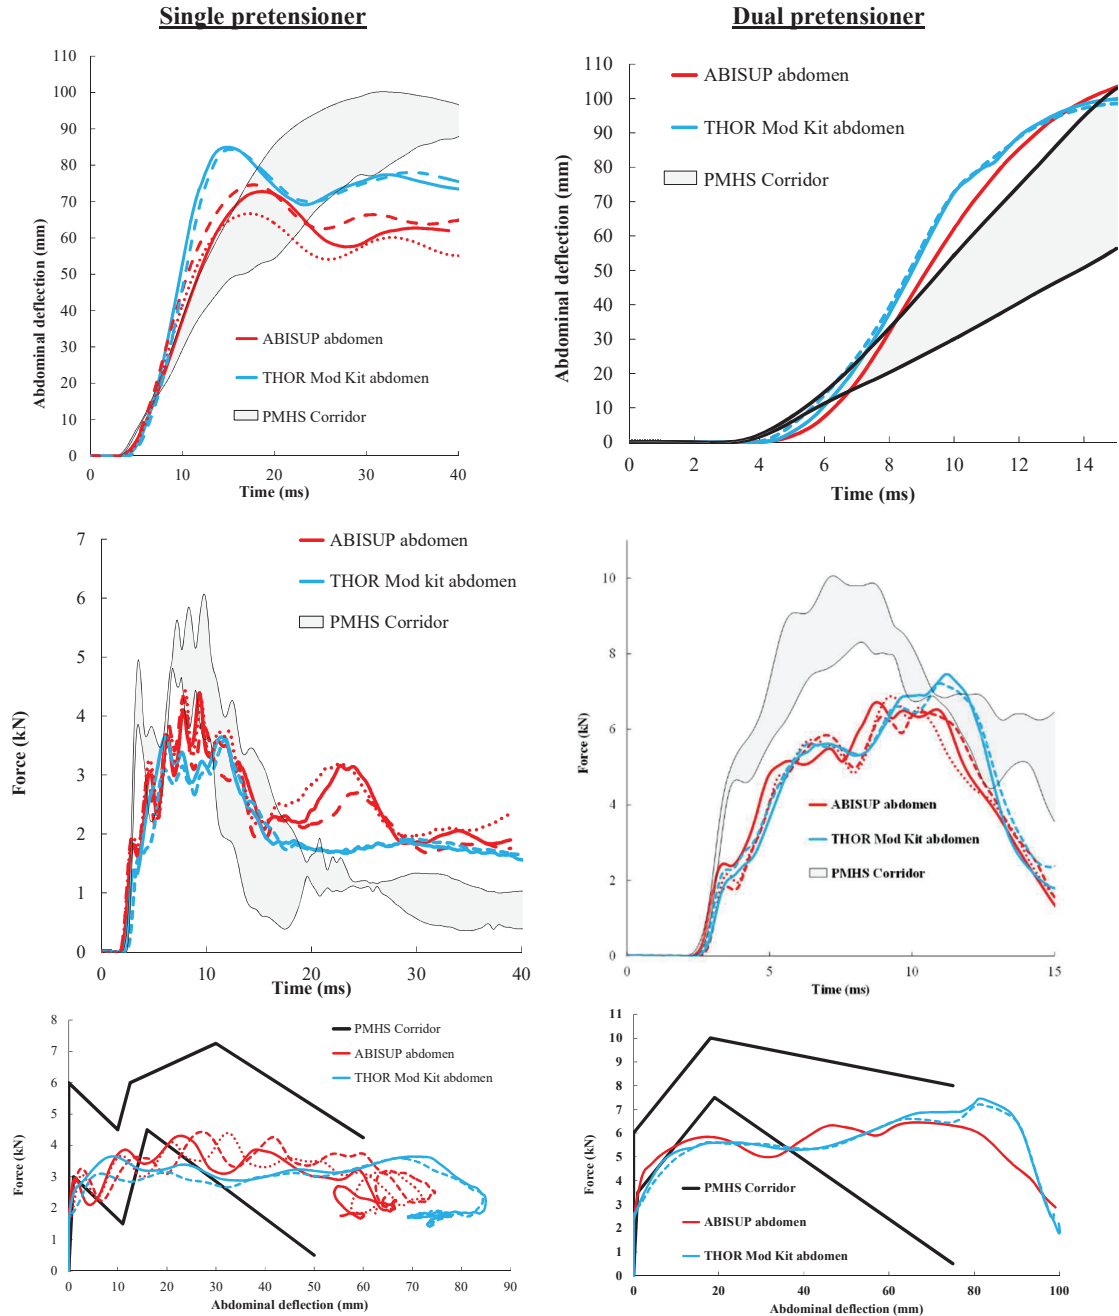 Single pretensioner
Dual pretensioner
110
100
90
80
70
60
50
40
30
20
10
0
Abdominal deflection (mm)
ABISUP abdomen
THOR Mod Kit abdomen
PMHS Corridor
0 10 20 30 40
Time (ms)
110
100
90
80
70
60
50
40
30
20
10
0
Abdominal deflection (mm)
ABISUP abdomen
THOR Mod Kit abdomen
PMHS Corridor
0 2 4 6 8 10 12 14
Time (ms)
7
6
5
4
3
2
1
0
Force (kN)
ABISUP abdomen
THOR Mod kit abdomen
PMHS Corridor
0 10 20 30 40
Time (ms)
10
8
6
4
2
0
Force (kN)
ABISUP abdomen
THOR Mod Kit abdomen
PMHS Corridor
0 5 10 15
Time (ms)
8
7
6
5
4
3
2
1
0
Force (kN)
PMHS Corridor
ABISUP abdomen
THOR Mod Kit abdomen
0 10 20 30 40 50 60 70 80 90
Abdominal deflection (mm)
11
10
9
8
7
6
5
4
3
2
1
0
Force (kN)
PMHS Corridor
ABISUP abdomen
THOR Mod Kit abdomen
0 20 40 60 80 100
Abdominal deflection (mm)